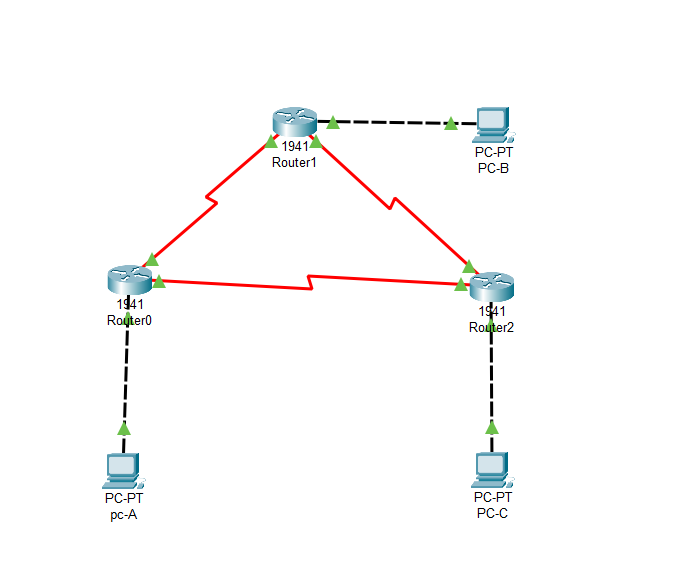 1941
Router1
PC-PT
PC-B
1941
Router0
1941
Router2
PC-PT
pc-A
PC-PT
PC-C